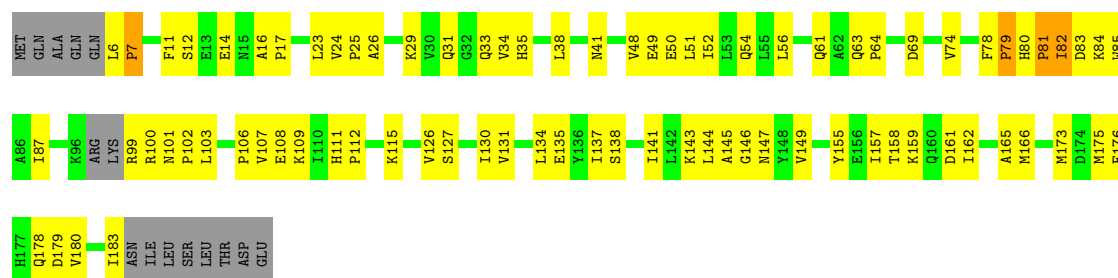 MET GLN ALA GLN GLN L6 P7 F11 S12 E13 E14 N15 A16 P17 L23 V24 P25 A26 K29 V30 Q31 G32 Q33 V34 H35 L38 N41 V48 E49 E50 L51 I52 L53 Q54 L55 L56 Q61 A62 Q63 P64 D69 V74 F78 P79 H80 P81 I82 D83 K84 W85
A86 I87 K96 ARG LYS R99 R100 N101 P102 L103 P106 V107 E108 K109 I110 H111 P112 K115 V126 S127 I130 V131 L134 E135 Y136 I137 S138 I141 L142 K143 L144 A145 G146 N147 Y148 V149 Y155 E156 I157 T158 K159 Q160 D161 I162 A165 M166 M173 D174 M175
H177 Q178 D179 V180 I183 ASN ILE LEU SER LEU THR ASP GLU